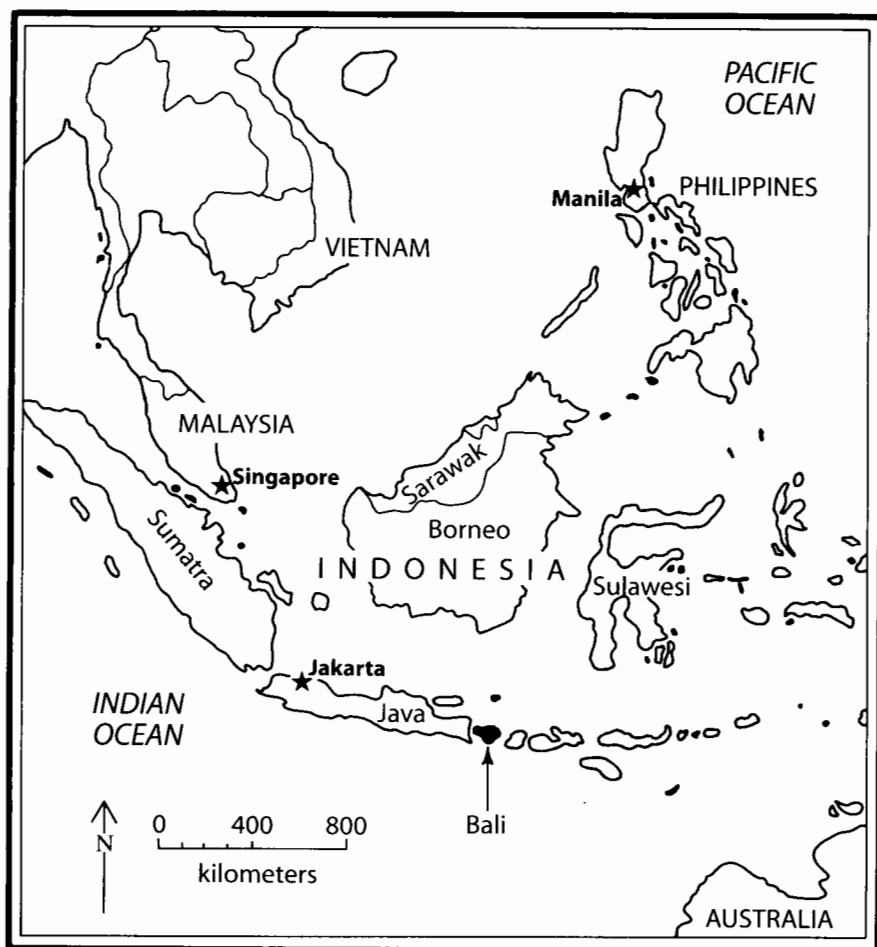 PACIFIC
OCEAN
Manila
PHILIPPINES
VIETNAM
MALAYSIA
Singapore
Sarawak
Borneo
Sumatra
INDONESIA
Sulawesi
Jakarta
Java
INDIAN
OCEAN
Bali
N
0 400 800
kilometers
AUSTRALIA